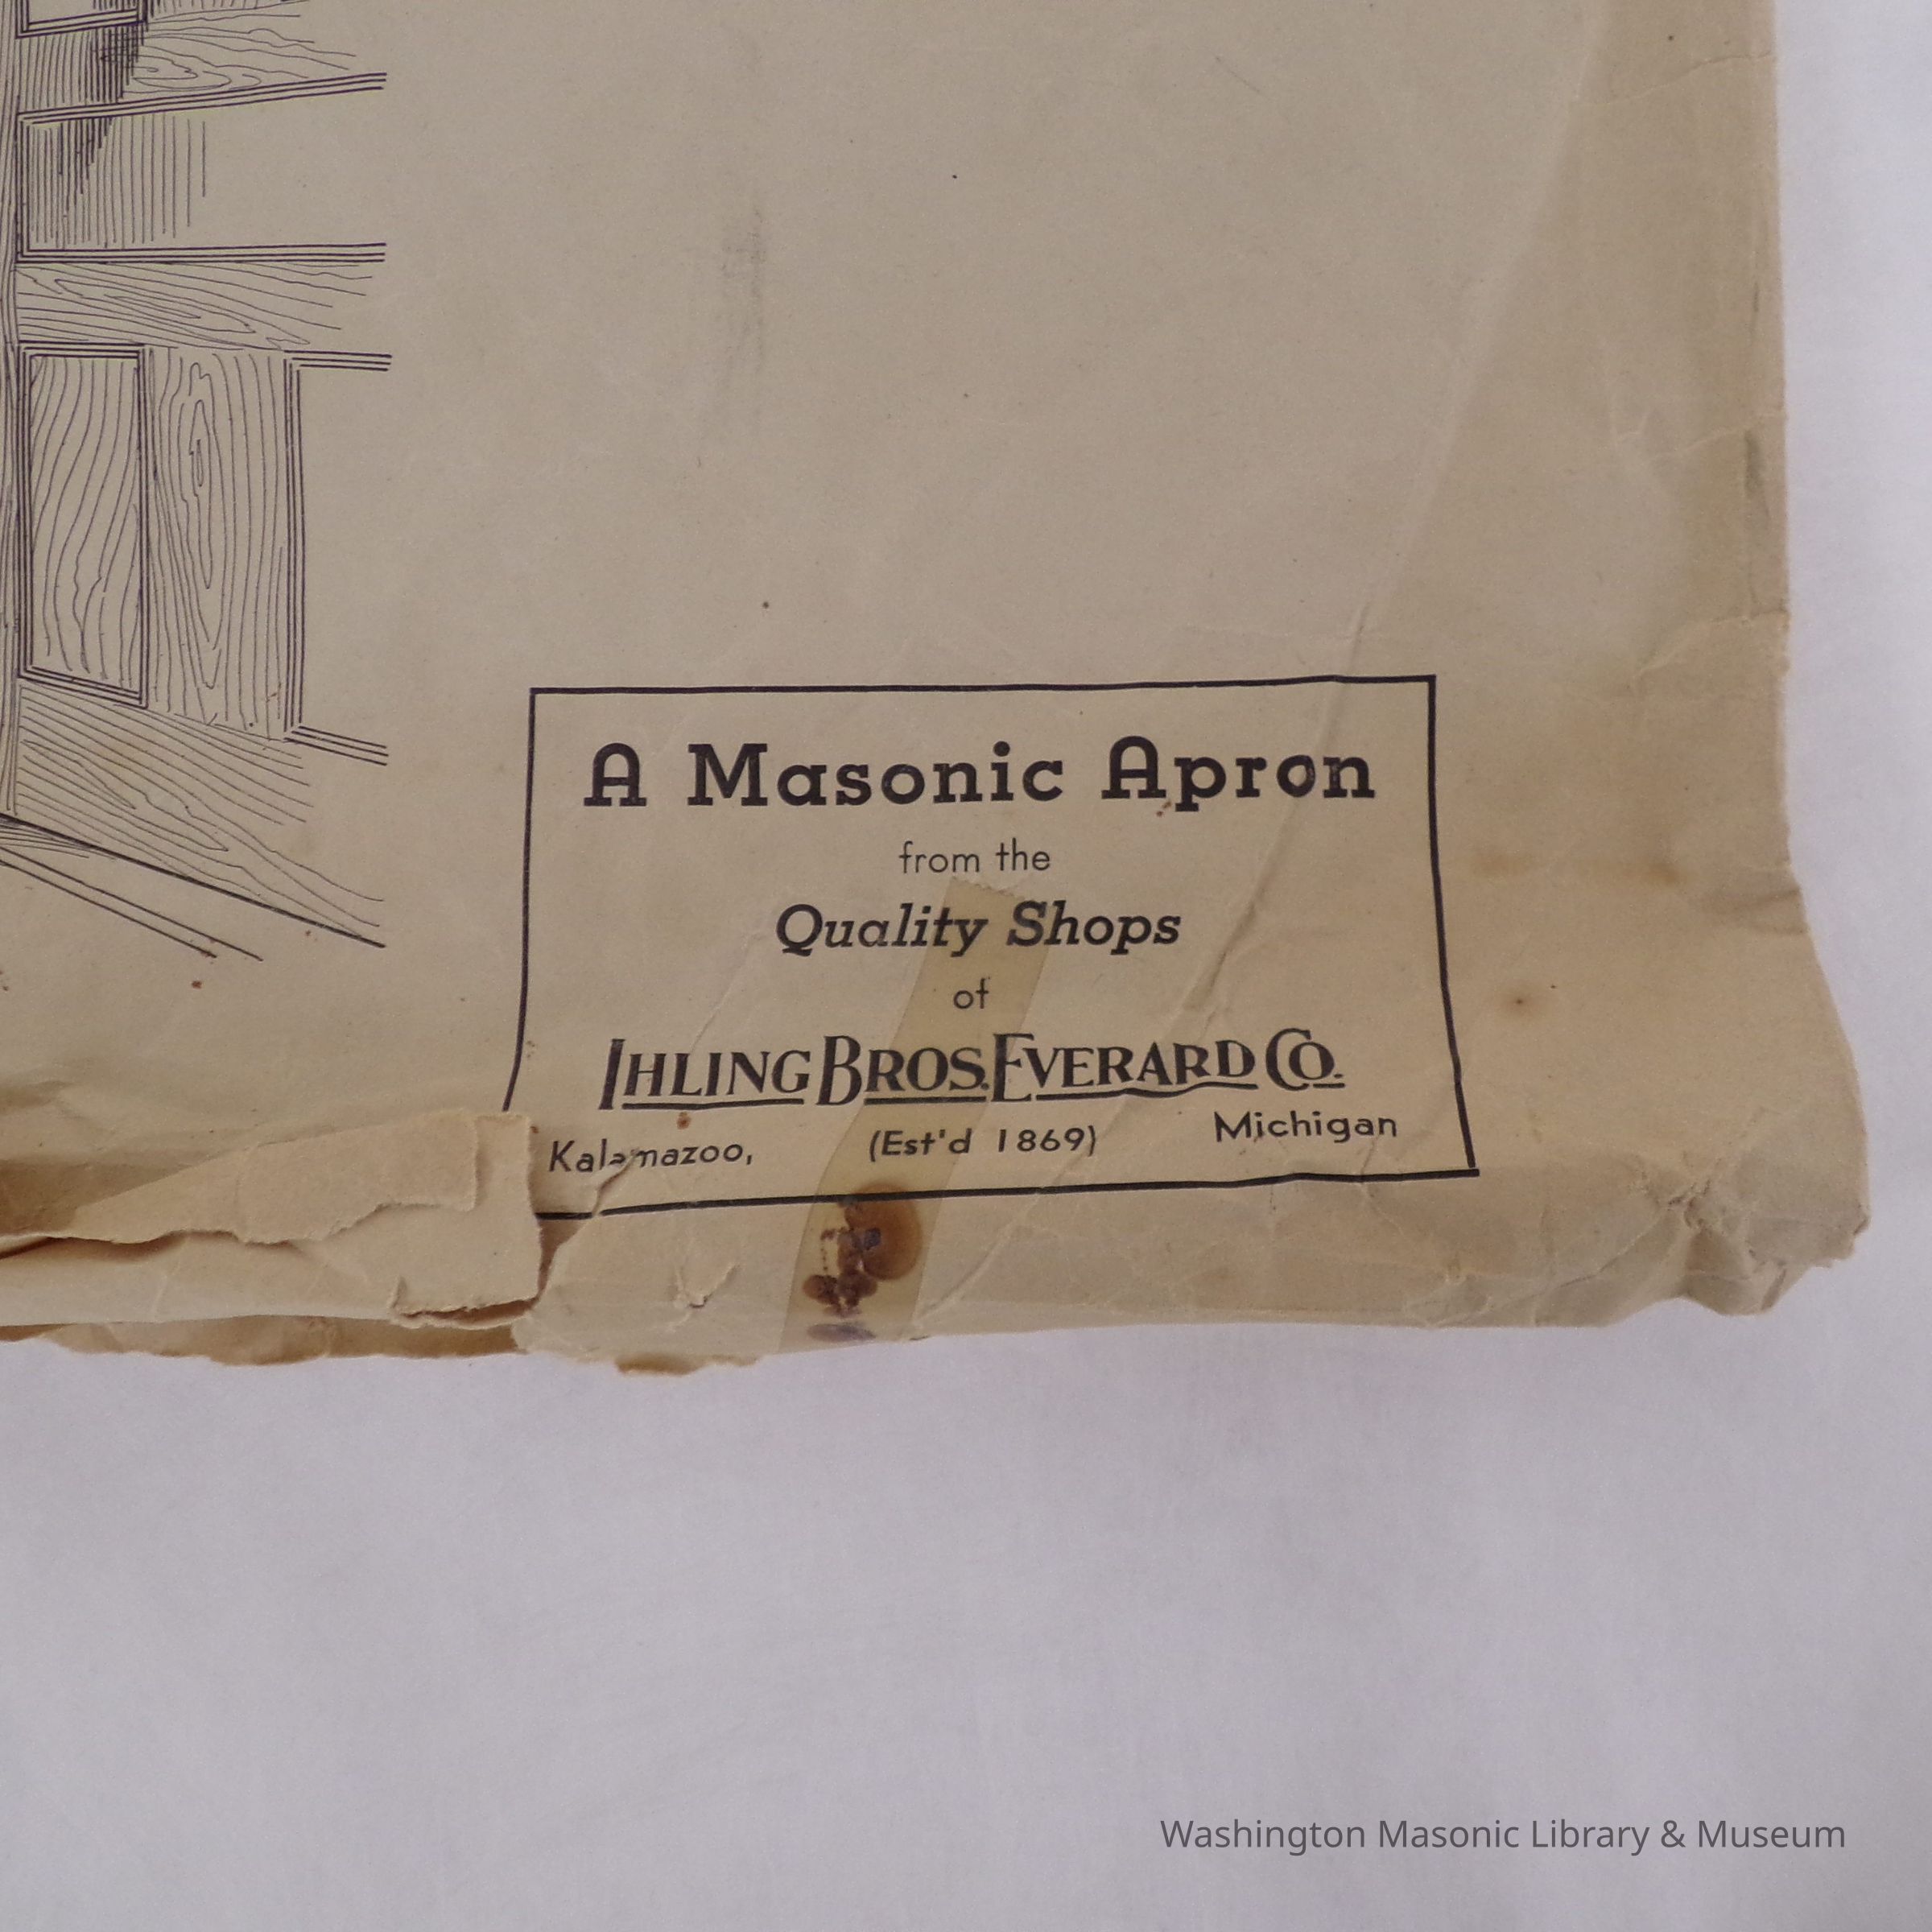 A Masonic Apron
from the
Quality Shops
of
IHLING BROS. EVERARD CO.
Kalamazoo, (Est'd 1869) Michigan
Washington Masonic Library & Museum